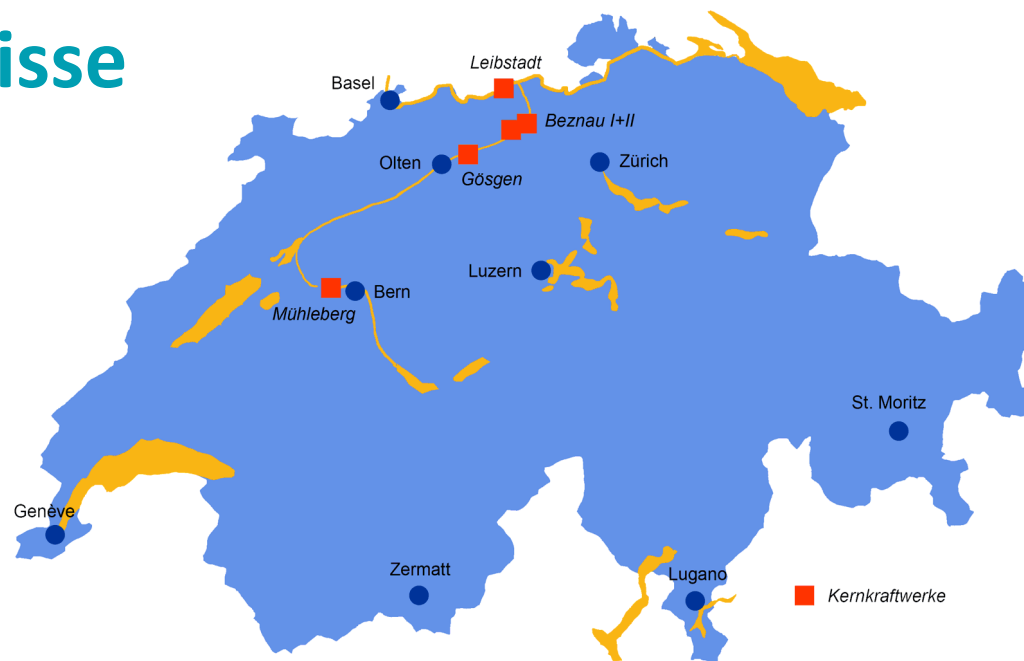 isse
Leibstadt
Basel
Beznau I+II
Olten
Zürich
Gösgen
Luzern
Bern
Mühleberg
St. Moritz
Genève
Zermatt
Lugano
Kernkraftwerke